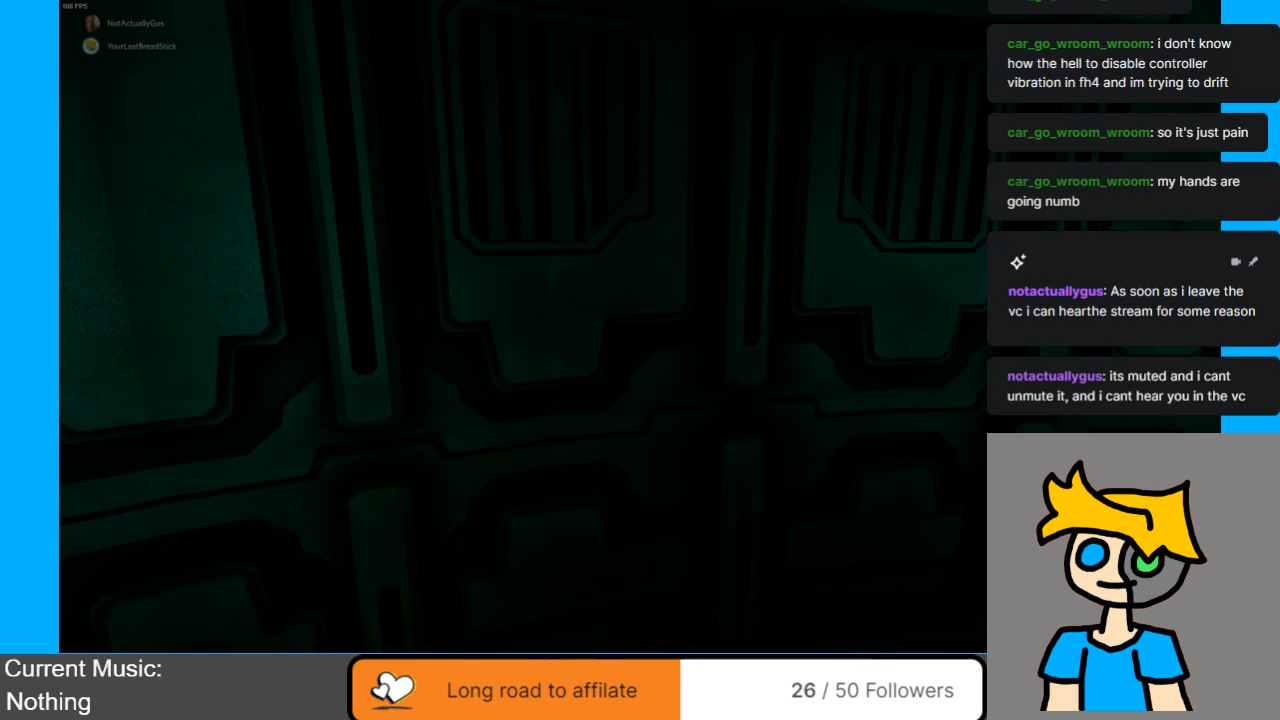 108 FPS
NotActuallyGus
YourLastBreadStick
car_go_wroom_wroom: i don't know
how the hell to disable controller
vibration in fh4 and im trying to drift
car_go_wroom_wroom: so it's just pain
car_go_wroom_wroom: my hands are
going numb
notactuallygus: As soon as i leave the
vc i can hearthe stream for some reason
notactuallygus: its muted and i cant
unmute it, and i cant hear you in the vc
Current Music:
Nothing
Long road to affilate
26 / 50 Followers